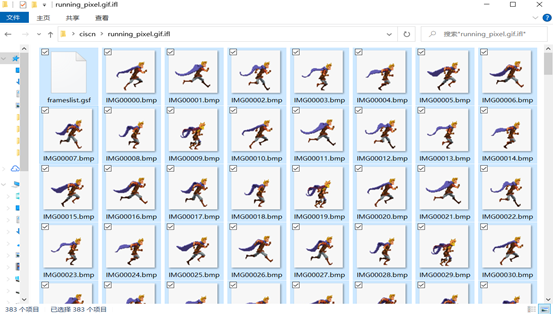 running_pixel.gif.ifl
文件
主页
共享
查看
ciscn
running_pixel.gif.ifl
搜索"running_pixel.gif.ifl"
frameslist.gsf
IMG00000.bmp
IMG00001.bmp
IMG00002.bmp
IMG00003.bmp
IMG00004.bmp
IMG00005.bmp
IMG00006.bmp
IMG00007.bmp
IMG00008.bmp
IMG00009.bmp
IMG00010.bmp
IMG00011.bmp
IMG00012.bmp
IMG00013.bmp
IMG00014.bmp
IMG00015.bmp
IMG00016.bmp
IMG00017.bmp
IMG00018.bmp
IMG00019.bmp
IMG00020.bmp
IMG00021.bmp
IMG00022.bmp
IMG00023.bmp
IMG00024.bmp
IMG00025.bmp
IMG00026.bmp
IMG00027.bmp
IMG00028.bmp
IMG00029.bmp
IMG00030.bmp
383 个项目
已选择 383 个项目